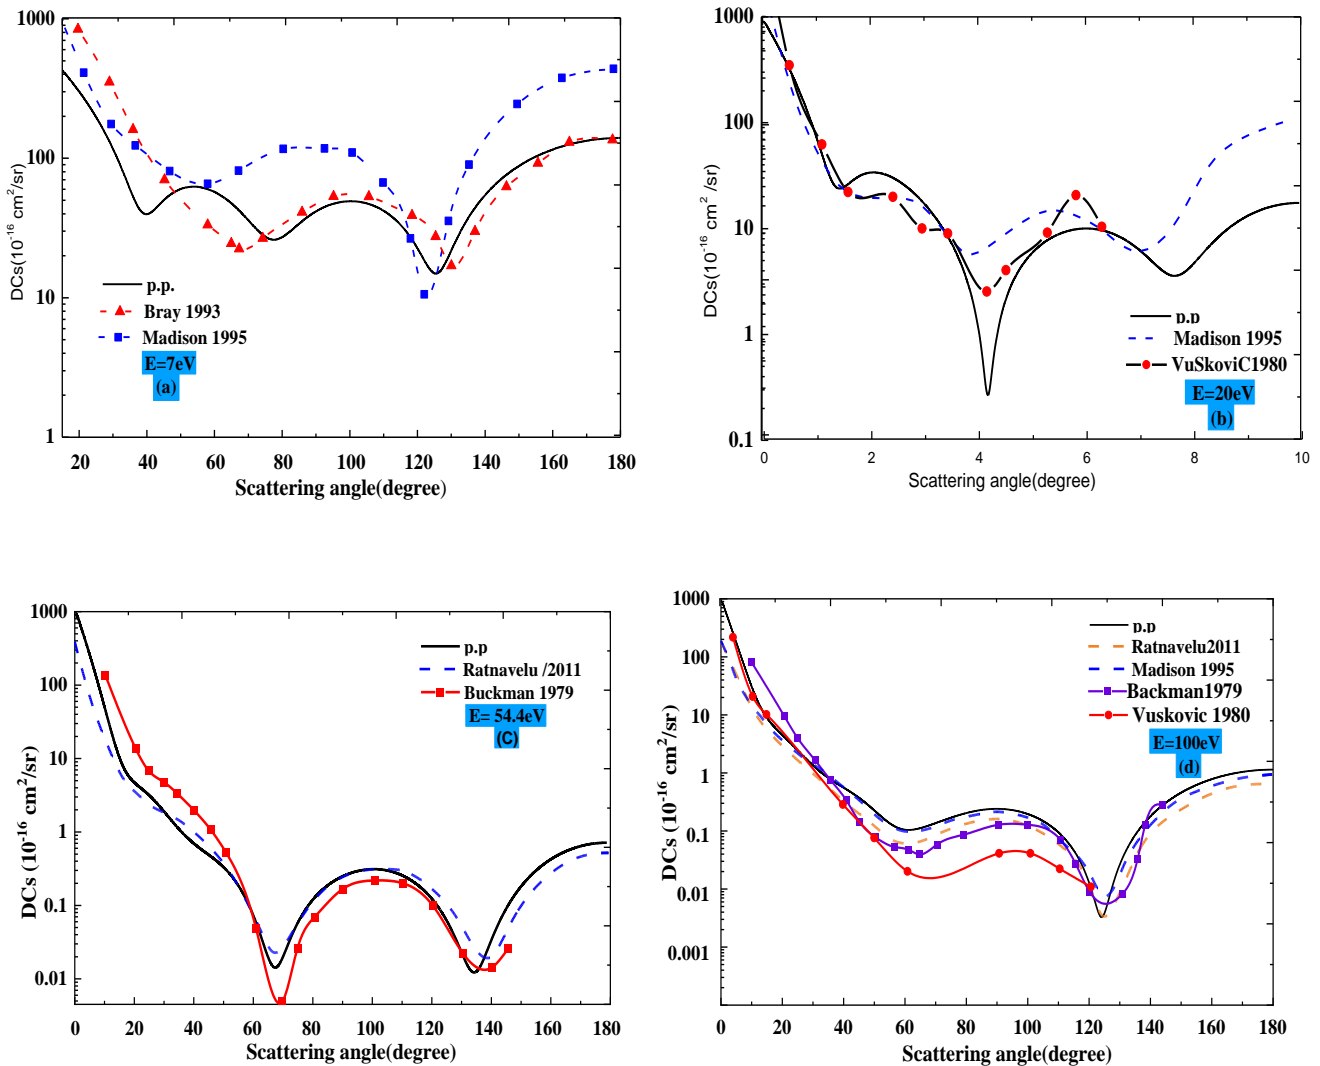 1000
100
10
1
DCs(10⁻¹⁶ cm²/sr)
p.p.
Bray 1993
Madison 1995
E=7eV
(a)
20 40 60 80 100 120 140 160 180
Scattering angle(degree)
1000
100
10
1
0.1
DCs(10⁻¹⁶ cm²/sr)
p.p
Madison 1995
VuSkoviC1980
E=20eV
(b)
0 2 4 6 8 10
Scattering angle(degree)
1000
100
10
1
0.1
0.01
DCs (10⁻¹⁶ cm²/sr)
p.p
Ratnavelu /2011
Buckman 1979
E= 54.4eV
(C)
0 20 40 60 80 100 120 140 160 180
Scattering angle(degree)
1000
100
10
1
0.1
0.01
0.001
DCs (10⁻¹⁶ cm²/sr)
p.p
Ratnavelu2011
Madison 1995
Backman1979
Vuskovic 1980
E=100eV
(d)
0 20 40 60 80 100 120 140 160 180
Scattering angle(degree)